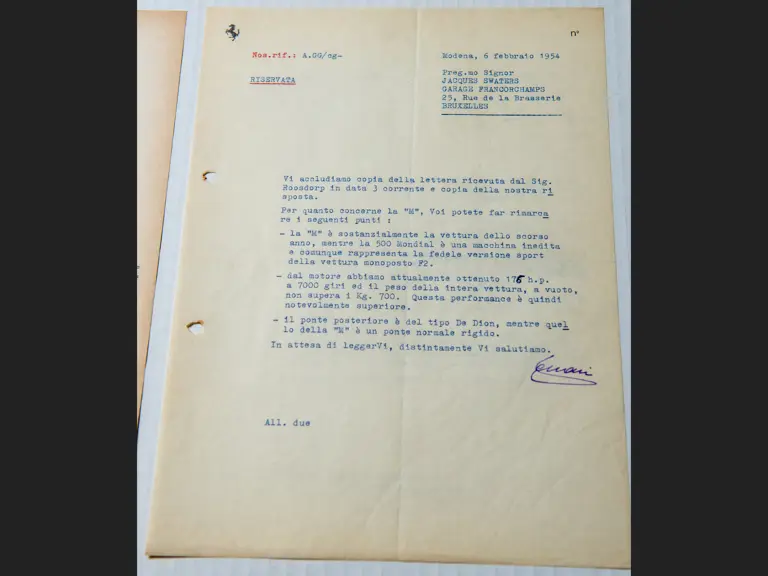 n°
Nos.rif.: A.GG/sg-
Modena, 6 febbraio 1954
RISERVATA
Preg.mo Signor
JACQUES SWATERS
GARAGE FRANCORCHAMPS
25, Rue de la Brasserie
BRUXELLES
Vi accludiamo copia della lettera ricevuta dal Sig.
Roosdorp in data 3 corrente e copia della nostra ri
sposta.
Per quanto concerne la "M", Voi potete far rimarca
re i seguenti punti :
- la "M" è sostanzialmente la vettura dello scorso
anno, mentre la 500 Mondial è una macchina inedita
e comunque rappresenta la fedele versione sport
della vettura monoposto F2.
- dal motore abbiamo attualmente ottenuto 175 h.p.
a 7000 giri ed il peso della intera vettura, a vuoto,
non supera i Kg. 700. Questa performance è quindi
notevolmente superiore.
- il ponte posteriore è del tipo De Dion, mentre quel
lo della "M" è un ponte normale rigido.
In attesa di leggerVi, distintamente Vi salutiamo.
Ferrari
All. due